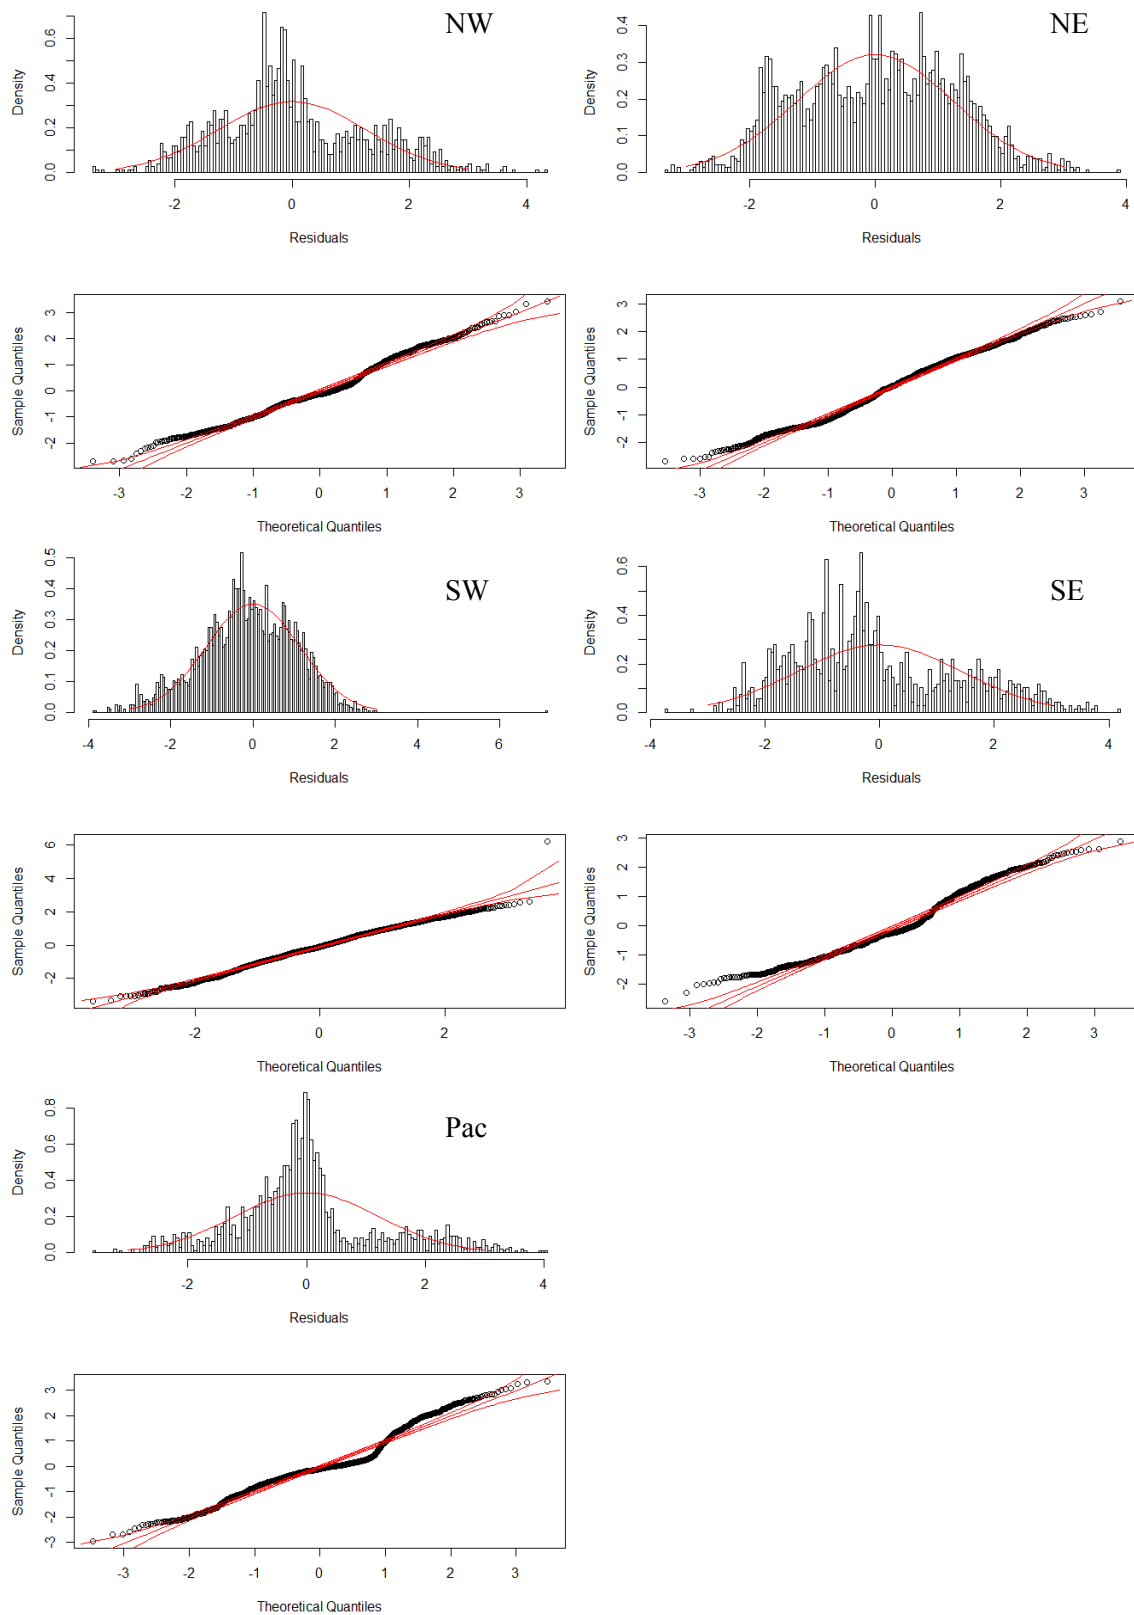 NW
Density
0.0 0.2 0.4 0.6
-2 0 2 4
Residuals
NE
Density
0.0 0.1 0.2 0.3 0.4
-2 0 2 4
Residuals
Sample Quantiles
-2 -1 0 1 2 3
-3 -2 -1 0 1 2 3
Theoretical Quantiles
Sample Quantiles
-2 -1 0 1 2 3
-3 -2 -1 0 1 2 3
Theoretical Quantiles
SW
Density
0.0 0.1 0.2 0.3 0.4 0.5
-4 -2 0 2 4 6
Residuals
SE
Density
0.0 0.2 0.4 0.6
-4 -2 0 2 4
Residuals
Sample Quantiles
-2 0 2 4 6
-2 0 2
Theoretical Quantiles
Sample Quantiles
-2 -1 0 1 2 3
-3 -2 -1 0 1 2 3
Theoretical Quantiles
Pac
Density
0.0 0.2 0.4 0.6 0.8
-2 0 2 4
Residuals
Sample Quantiles
-3 -2 -1 0 1 2 3
-3 -2 -1 0 1 2 3
Theoretical Quantiles